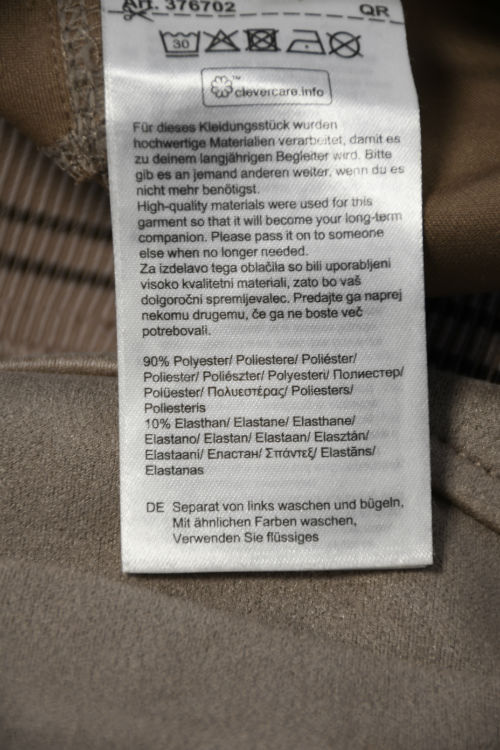 Art. 376702 QR
30
clevercare.info
Für dieses Kleidungsstück wurden
hochwertige Materialien verarbeitet, damit es
zu deinem langjährigen Begleiter wird. Bitte
gib es an jemand anderen weiter, wenn du es
nicht mehr benötigst.
High-quality materials were used for this
garment so that it will become your long-term
companion. Please pass it on to someone
else when no longer needed.
Za izdelavo tega oblačila so bili uporabljeni
visoko kvalitetni materiali, zato bo vaš
dolgoročni spremljevalec. Predajte ga naprej
nekomu drugemu, če ga ne boste več
potrebovali.
90% Polyester/ Poliestere/ Poliéster/
Poliester/ Poliészter/ Polyesteri/ Полиестер/
Polüester/ Πολυεστέρας/ Poliesters/
Poliesteris
10% Elasthan/ Elastane/ Elasthane/
Elastano/ Elastan/ Elastaan/ Elasztán/
Elastaani/ Еластан/ Σπάντεξ/ Elastāns/
Elastanas
DE Separat von links waschen und bügeln,
Mit ähnlichen Farben waschen,
Verwenden Sie flüssiges